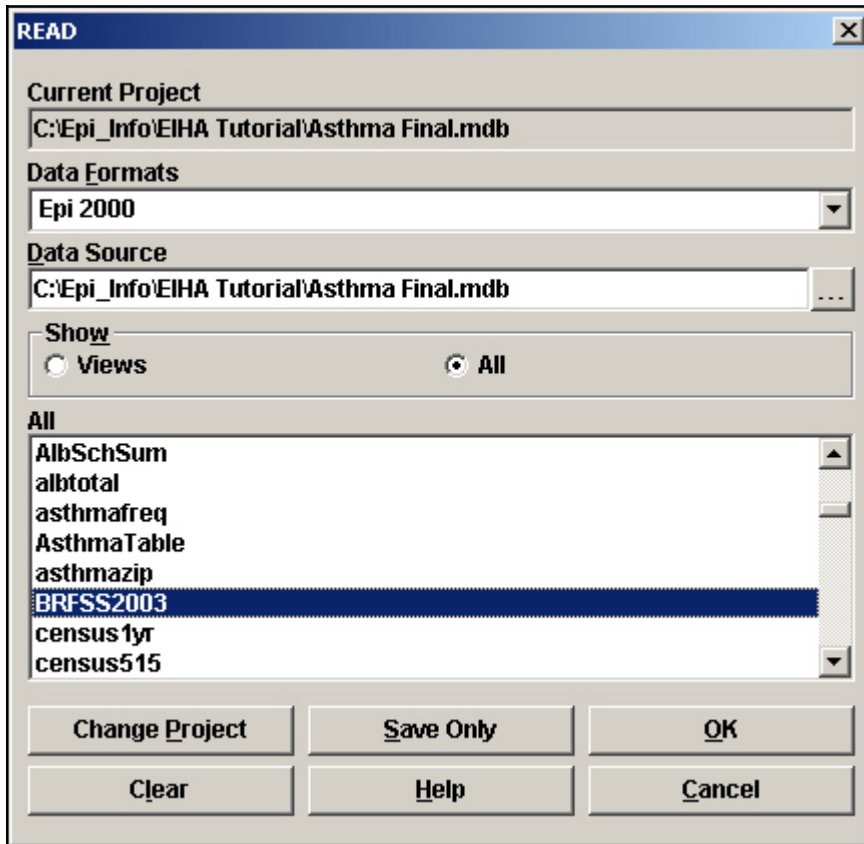 READ
Current Project
C:\Epi_Info\EIHA Tutorial\Asthma Final.mdb
Data Formats
Epi 2000
Data Source
C:\Epi_Info\EIHA Tutorial\Asthma Final.mdb
...
Show
Views
All
All
AlbSchSum
albtotal
asthmafreq
AsthmaTable
asthmazip
BRFSS2003
census1yr
census515
Change Project
Save Only
OK
Clear
Help
Cancel